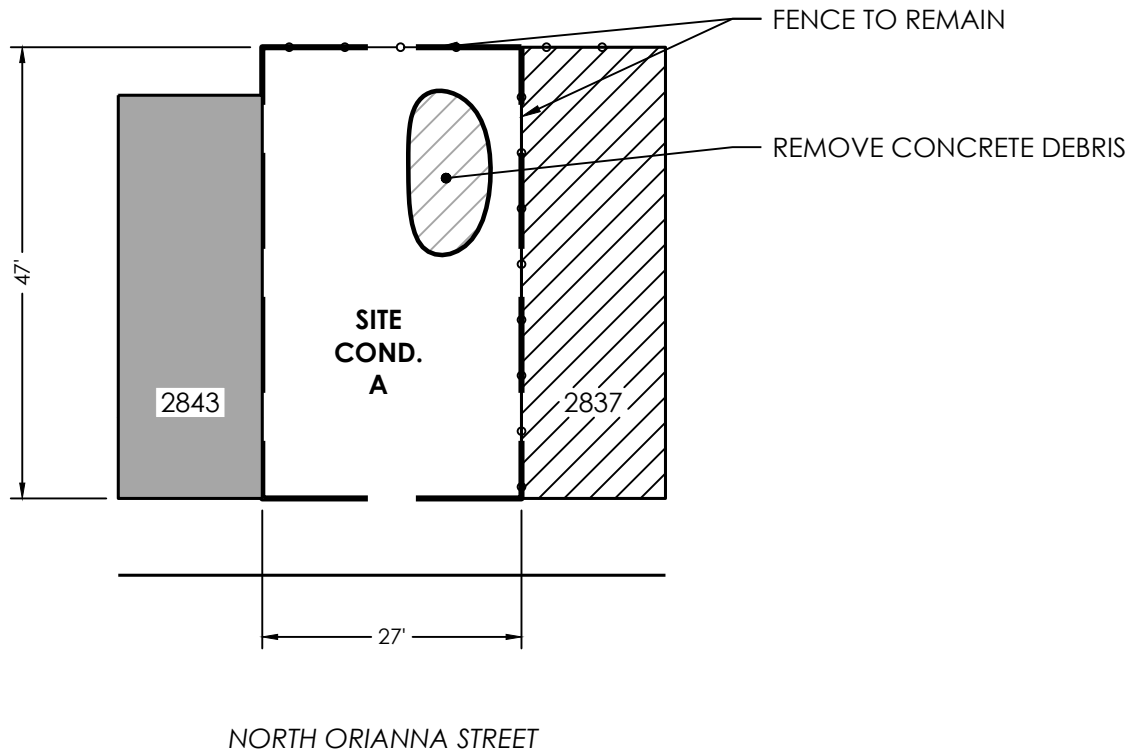 FENCE TO REMAIN
REMOVE CONCRETE DEBRIS
47'
SITE
COND.
A
2843
2837
27'
NORTH ORIANNA STREET